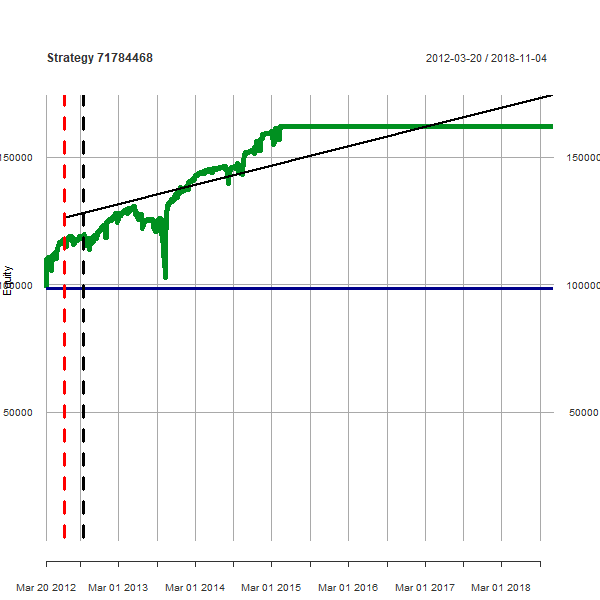 Strategy 71784468
2012-03-20 / 2018-11-04
150000
150000
Equity
100000
100000
50000
50000
Mar 20 2012
Mar 01 2013
Mar 01 2014
Mar 01 2015
Mar 01 2016
Mar 01 2017
Mar 01 2018